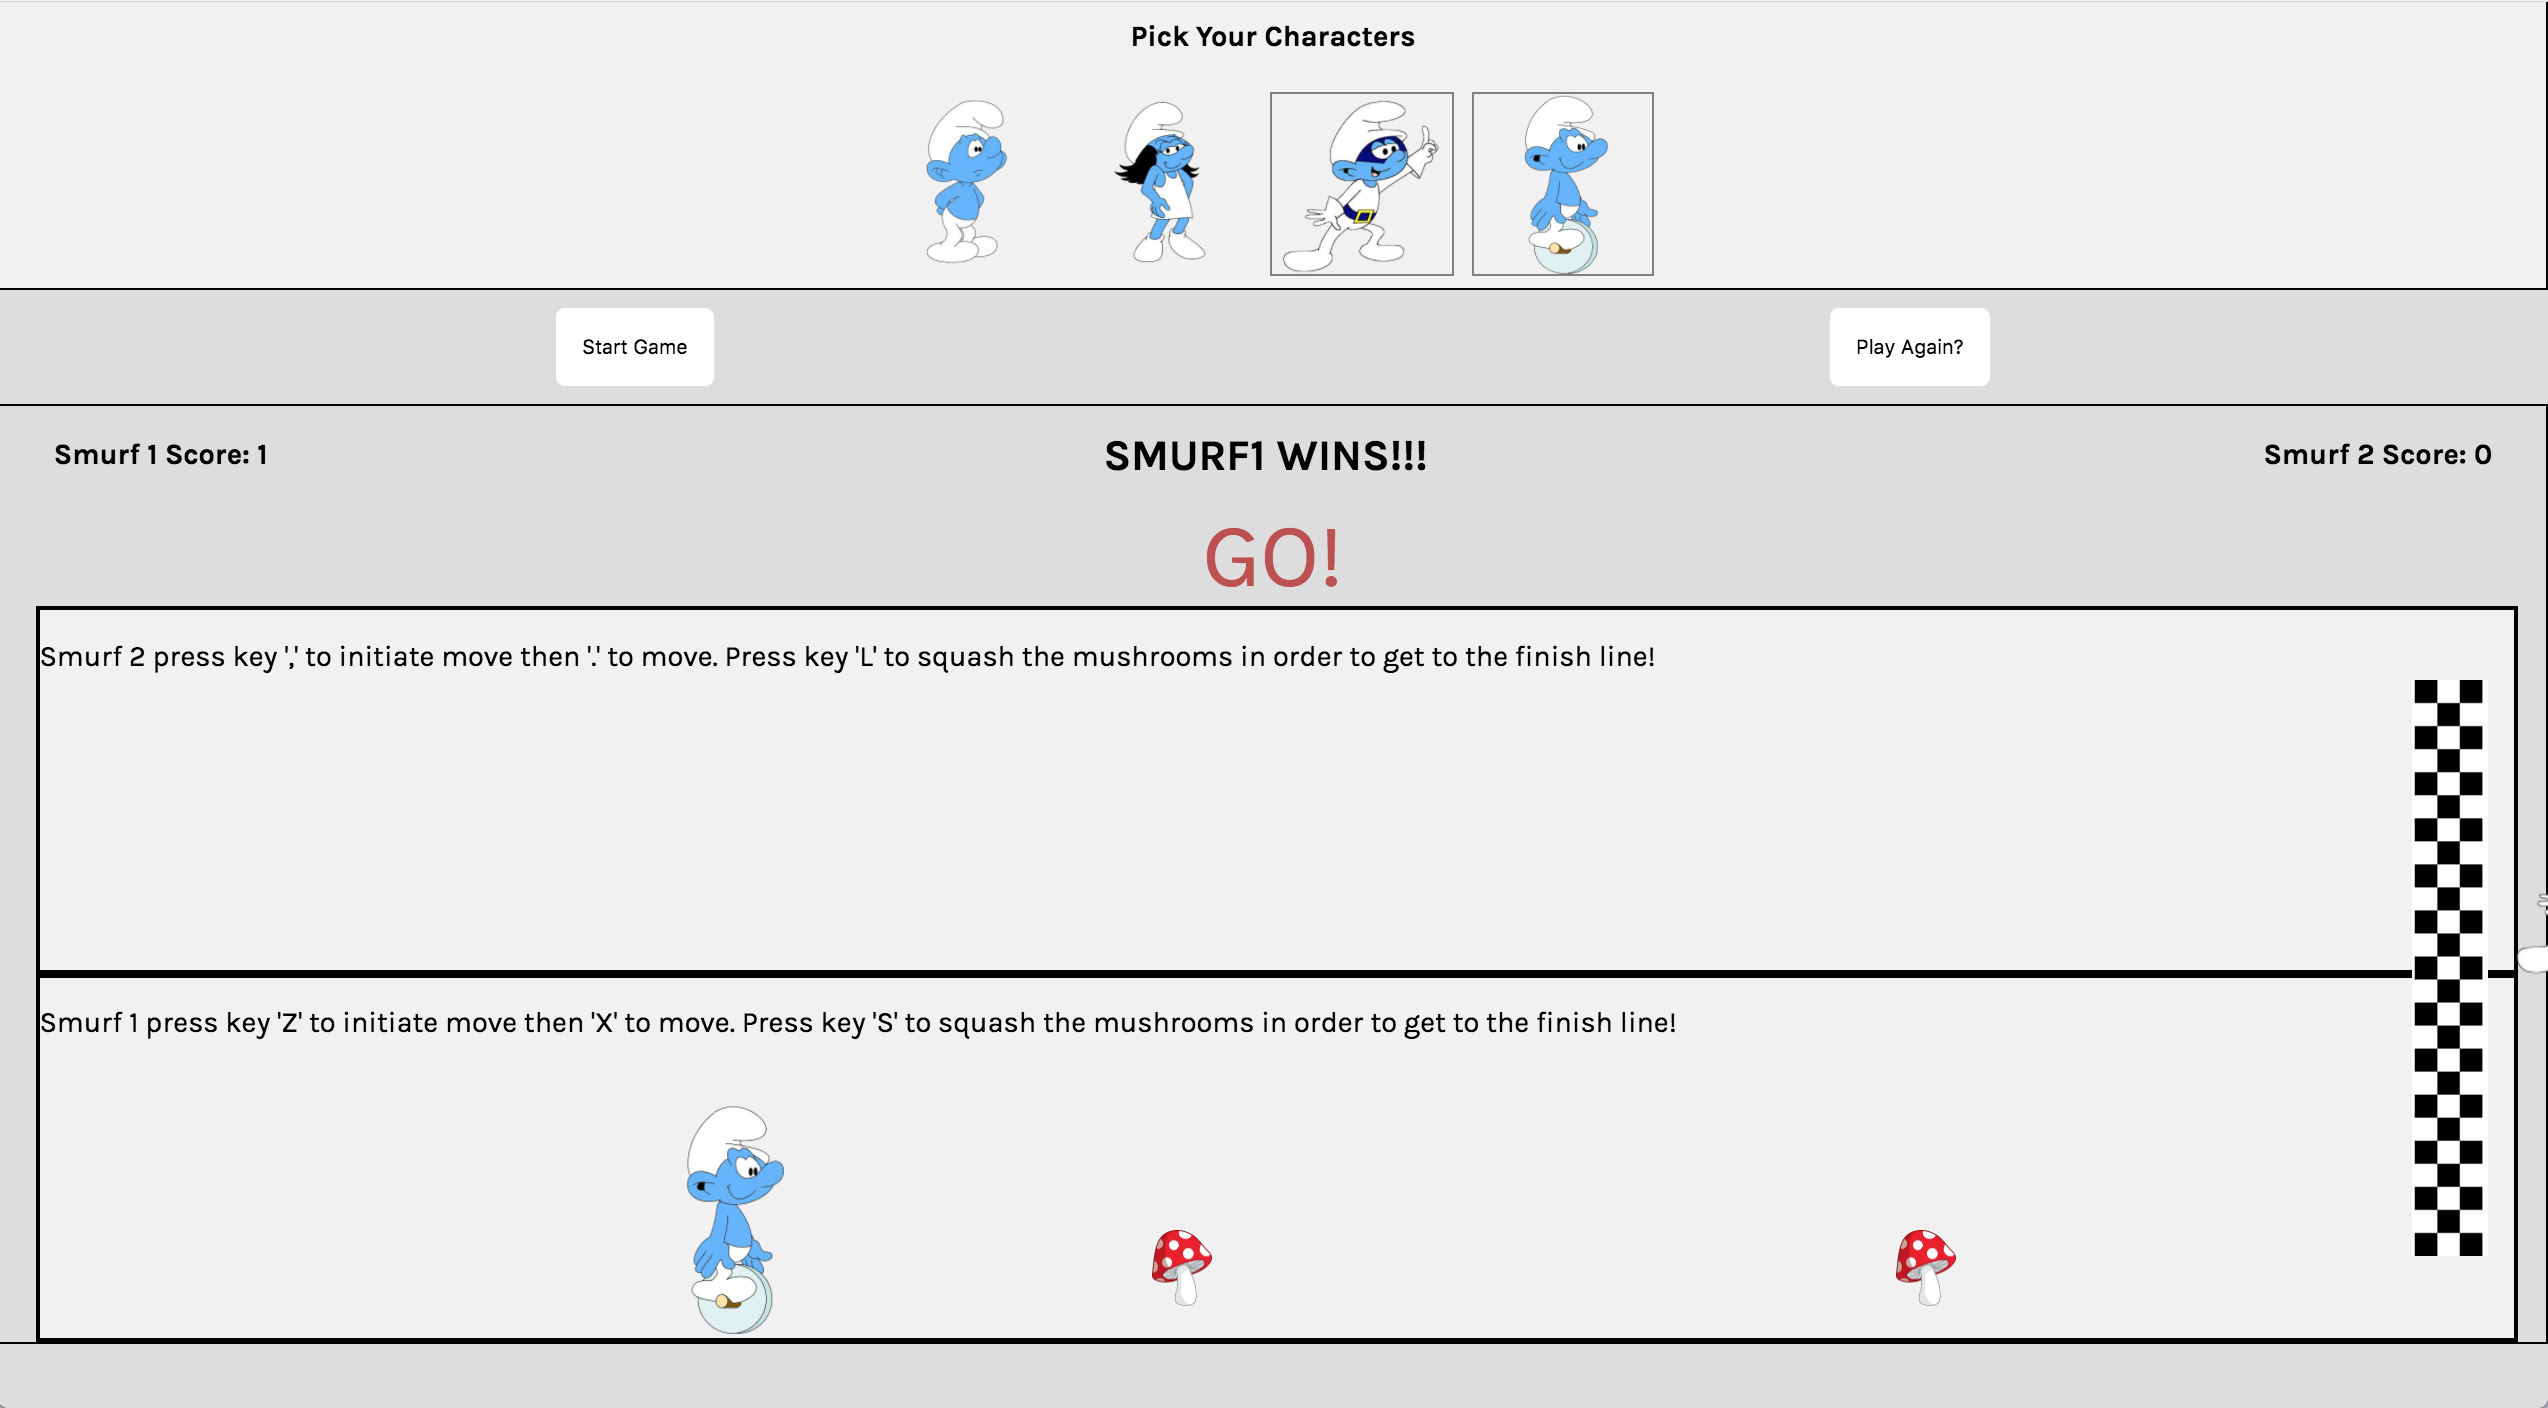 Pick Your Characters
Start Game
Play Again?
Smurf 1 Score: 1
SMURF1 WINS!!!
Smurf 2 Score: 0
GO!
Smurf 2 press key ',' to initiate move then '.' to move. Press key 'L' to squash the mushrooms in order to get to the finish line!
Smurf 1 press key 'Z' to initiate move then 'X' to move. Press key 'S' to squash the mushrooms in order to get to the finish line!